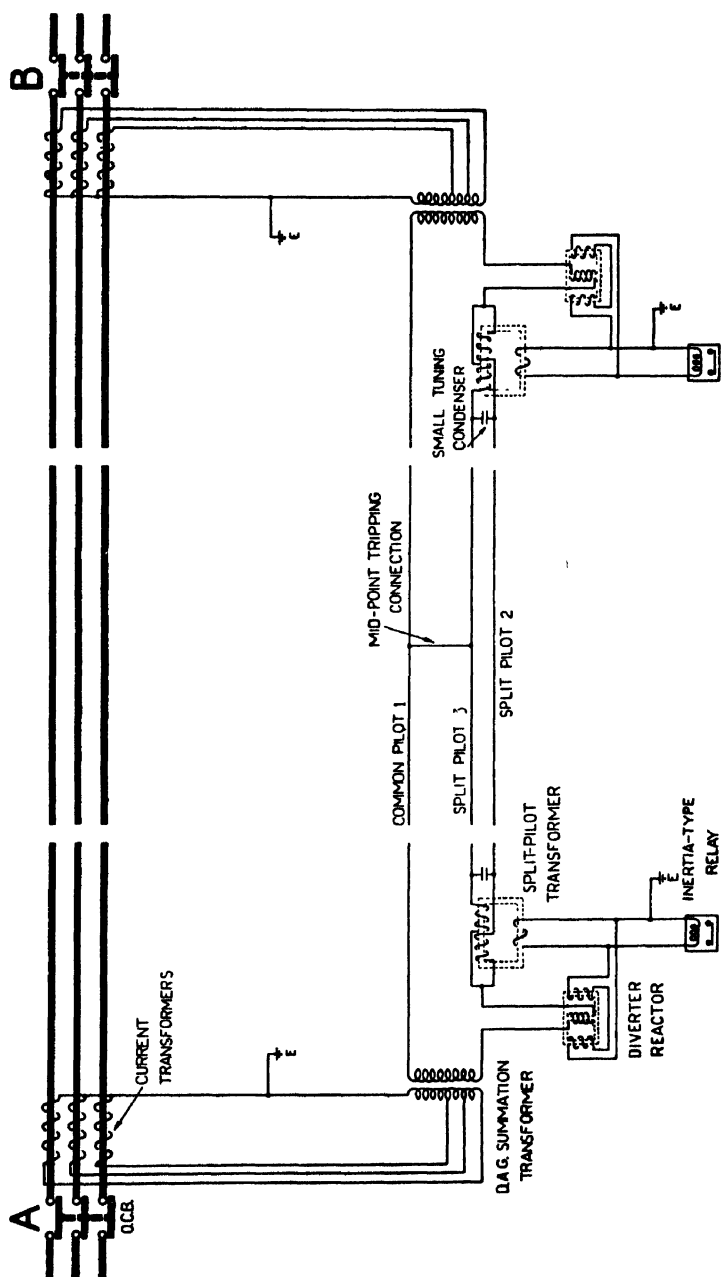 A
B
O.C.B.
CURRENT
TRANSFORMERS
E
E
MID-POINT TRIPPING
CONNECTION
COMMON PILOT 1
SPLIT PILOT 3
SPLIT PILOT 2
SMALL TUNING
CONDENSER
D.A.G. SUMMATION
TRANSFORMER
SPLIT-PILOT
TRANSFORMER
DIVERTER
REACTOR
E
INERTIA-TYPE
RELAY
E